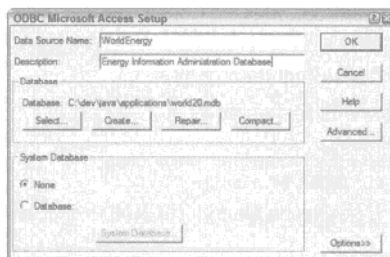 ODBC Microsoft Access Setup
Data Source Name: WorldEnergy
OK
Description: Energy Information Administration Database
Cancel
Database
Database: C:\dev\java\applications\world20.mdb
Help
Select... Create... Repair... Compact...
Advanced...
System Database
None
Database:
System Database...
Options>>